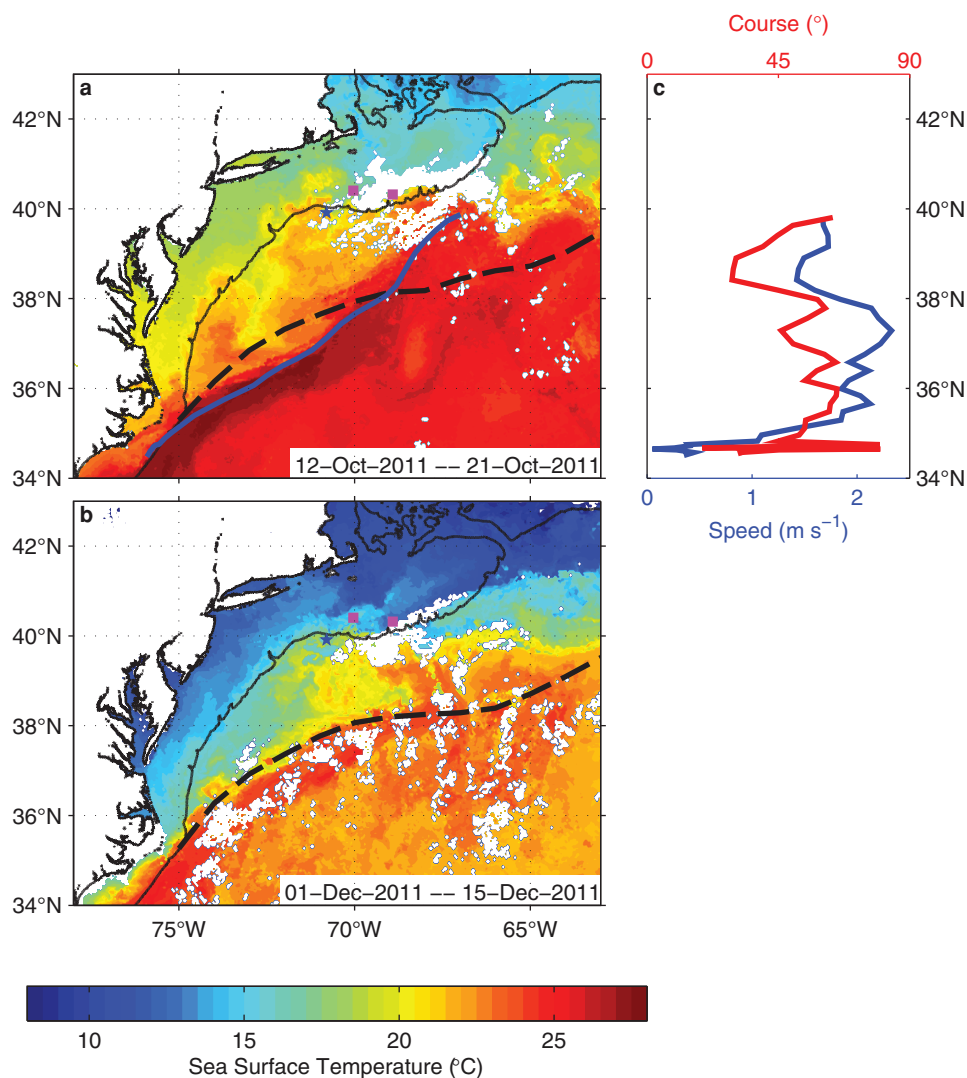 Course (°)
0 45 90
a
42°N
40°N
38°N
36°N
34°N
12–Oct–2011 –– 21–Oct–2011
c
42°N
40°N
38°N
36°N
34°N
0 1 2
Speed (m s⁻¹)
b
42°N
40°N
38°N
36°N
34°N
01–Dec–2011 –– 15–Dec–2011
75°W 70°W 65°W
10 15 20 25
Sea Surface Temperature (°C)